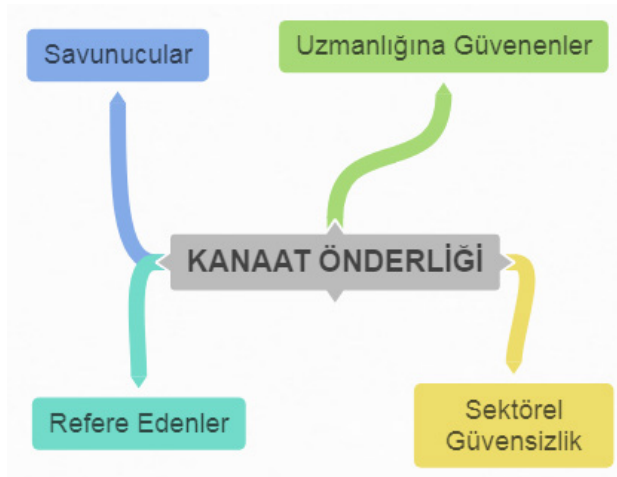 Savunucular
Uzmanlığına Güvenenler
KANAAT ÖNDERLİĞİ
Refere Edenler
Sektörel
Güvensizlik